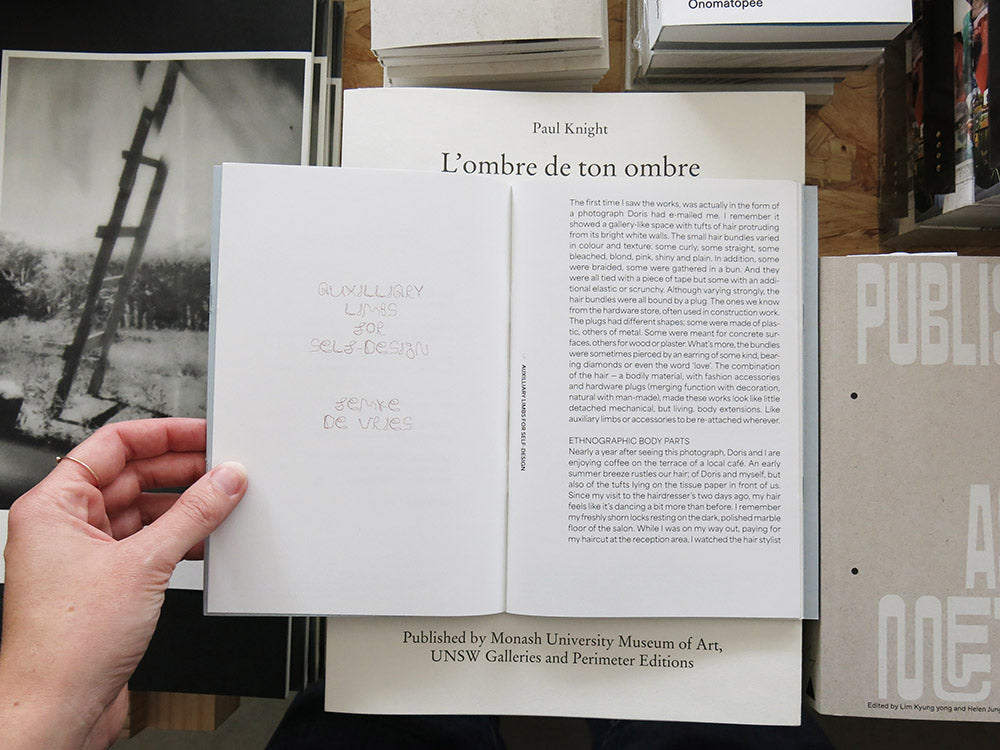 Onomatopee
Paul Knight
L'ombre de ton ombre
AUXILLIARY
LIMBS
FOR
SELF-DESIGN
FEMKE
DE VRIES
AUXILLIARY LIMBS FOR SELF-DESIGN
The first time I saw the works, was actually in the form of
a photograph Doris had e-mailed me. I remember it
showed a gallery-like space with tufts of hair protruding
from its bright white walls. The small hair bundles varied
in colour and texture: some curly, some straight, some
bleached, blond, pink, shiny and plain. In addition, some
were braided, some were gathered in a bun. And they
were all tied with a piece of tape but some with an addi-
tional elastic or scrunchy. Although varying strongly, the
hair bundles were all bound by a plug. The ones we know
from the hardware store, often used in construction work.
The plugs had different shapes; some were made of plas-
tic, others of metal. Some were meant for concrete sur-
faces, others for wood or plaster. What's more, the bundles
were sometimes pierced by an earring of some kind, bear-
ing diamonds or even the word 'love'. The combination
of the hair – a bodily material, with fashion accessories
and hardware plugs (merging function with decoration,
natural with man-made), made these works look like little
detached mechanical, but living, body extensions. Like
auxiliary limbs or accessories to be re-attached wherever.
ETHNOGRAPHIC BODY PARTS
Nearly a year after seeing this photograph, Doris and I are
enjoying coffee on the terrace of a local café. An early
summer breeze rustles our hair; of Doris and myself, but
also of the tufts lying on the tissue paper in front of us.
Since my visit to the hairdresser's two days ago, my hair
feels like it's dancing a bit more than before. I remember
my freshly shorn locks resting on the dark, polished marble
floor of the salon. While I was on my way out, paying for
my haircut at the reception area, I watched the hair stylist
Published by Monash University Museum of Art,
UNSW Galleries and Perimeter Editions
PUBLIS
A
ME
Edited by Lim Kyung yong and Helen Jung